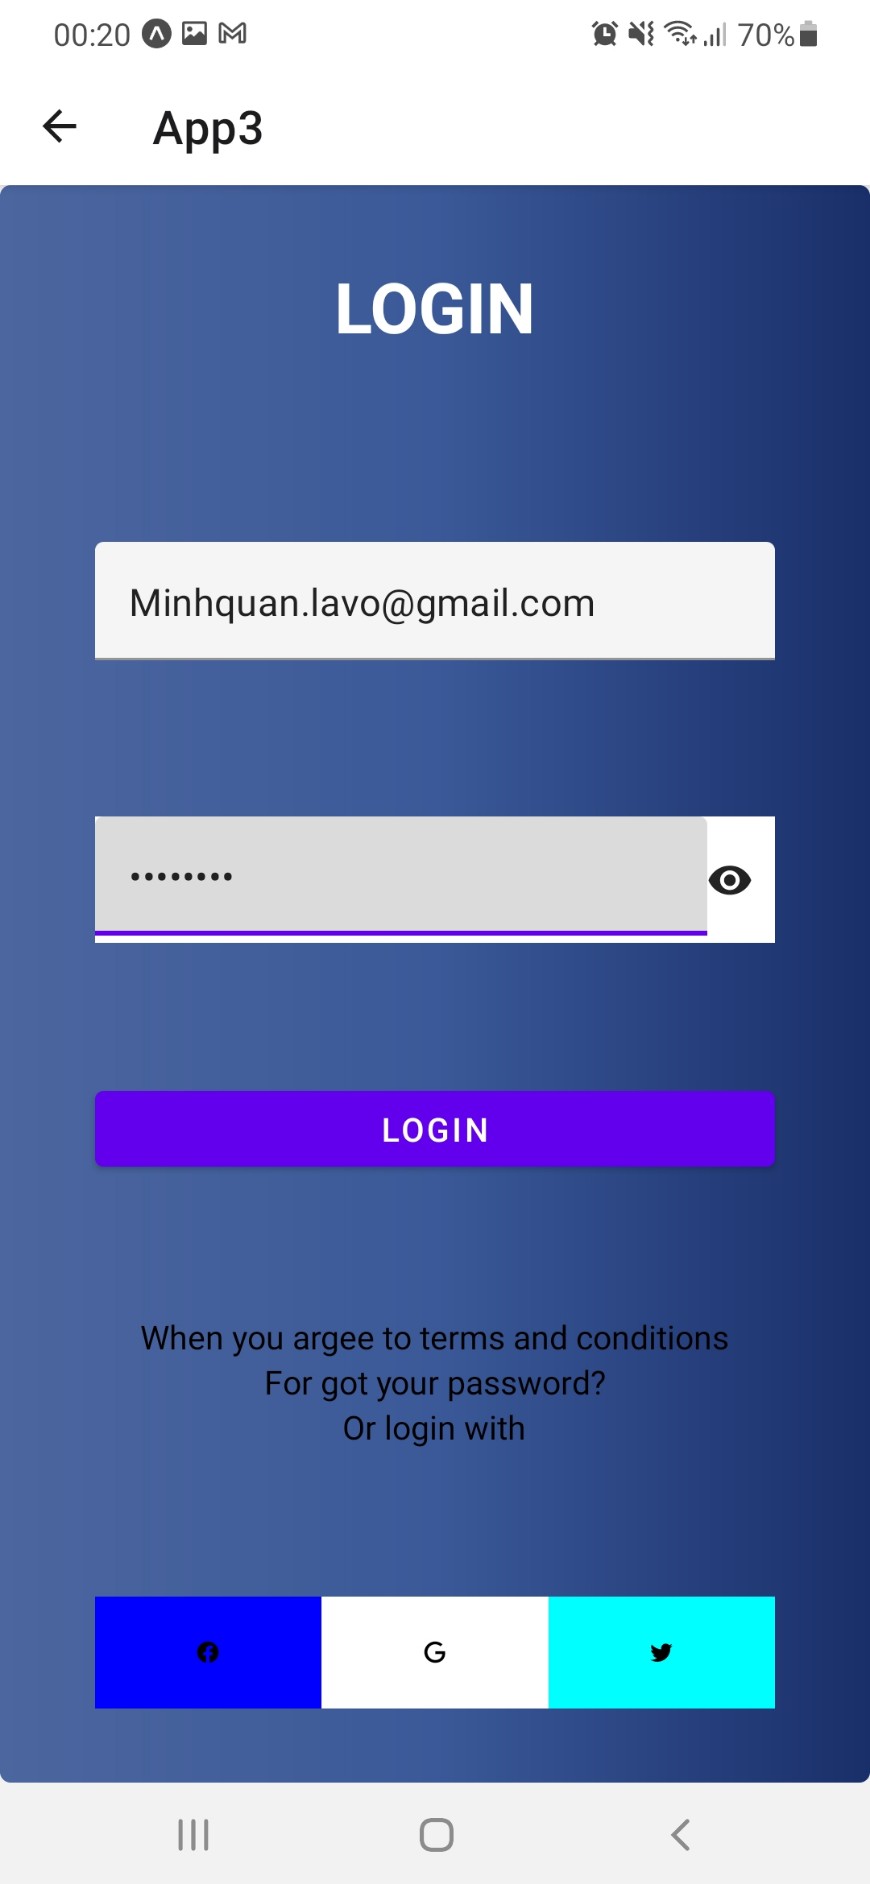 00:20 70%
App3
LOGIN
Minhquan.lavo@gmail.com
••••••••
LOGIN
When you argee to terms and conditions
For got your password?
Or login with